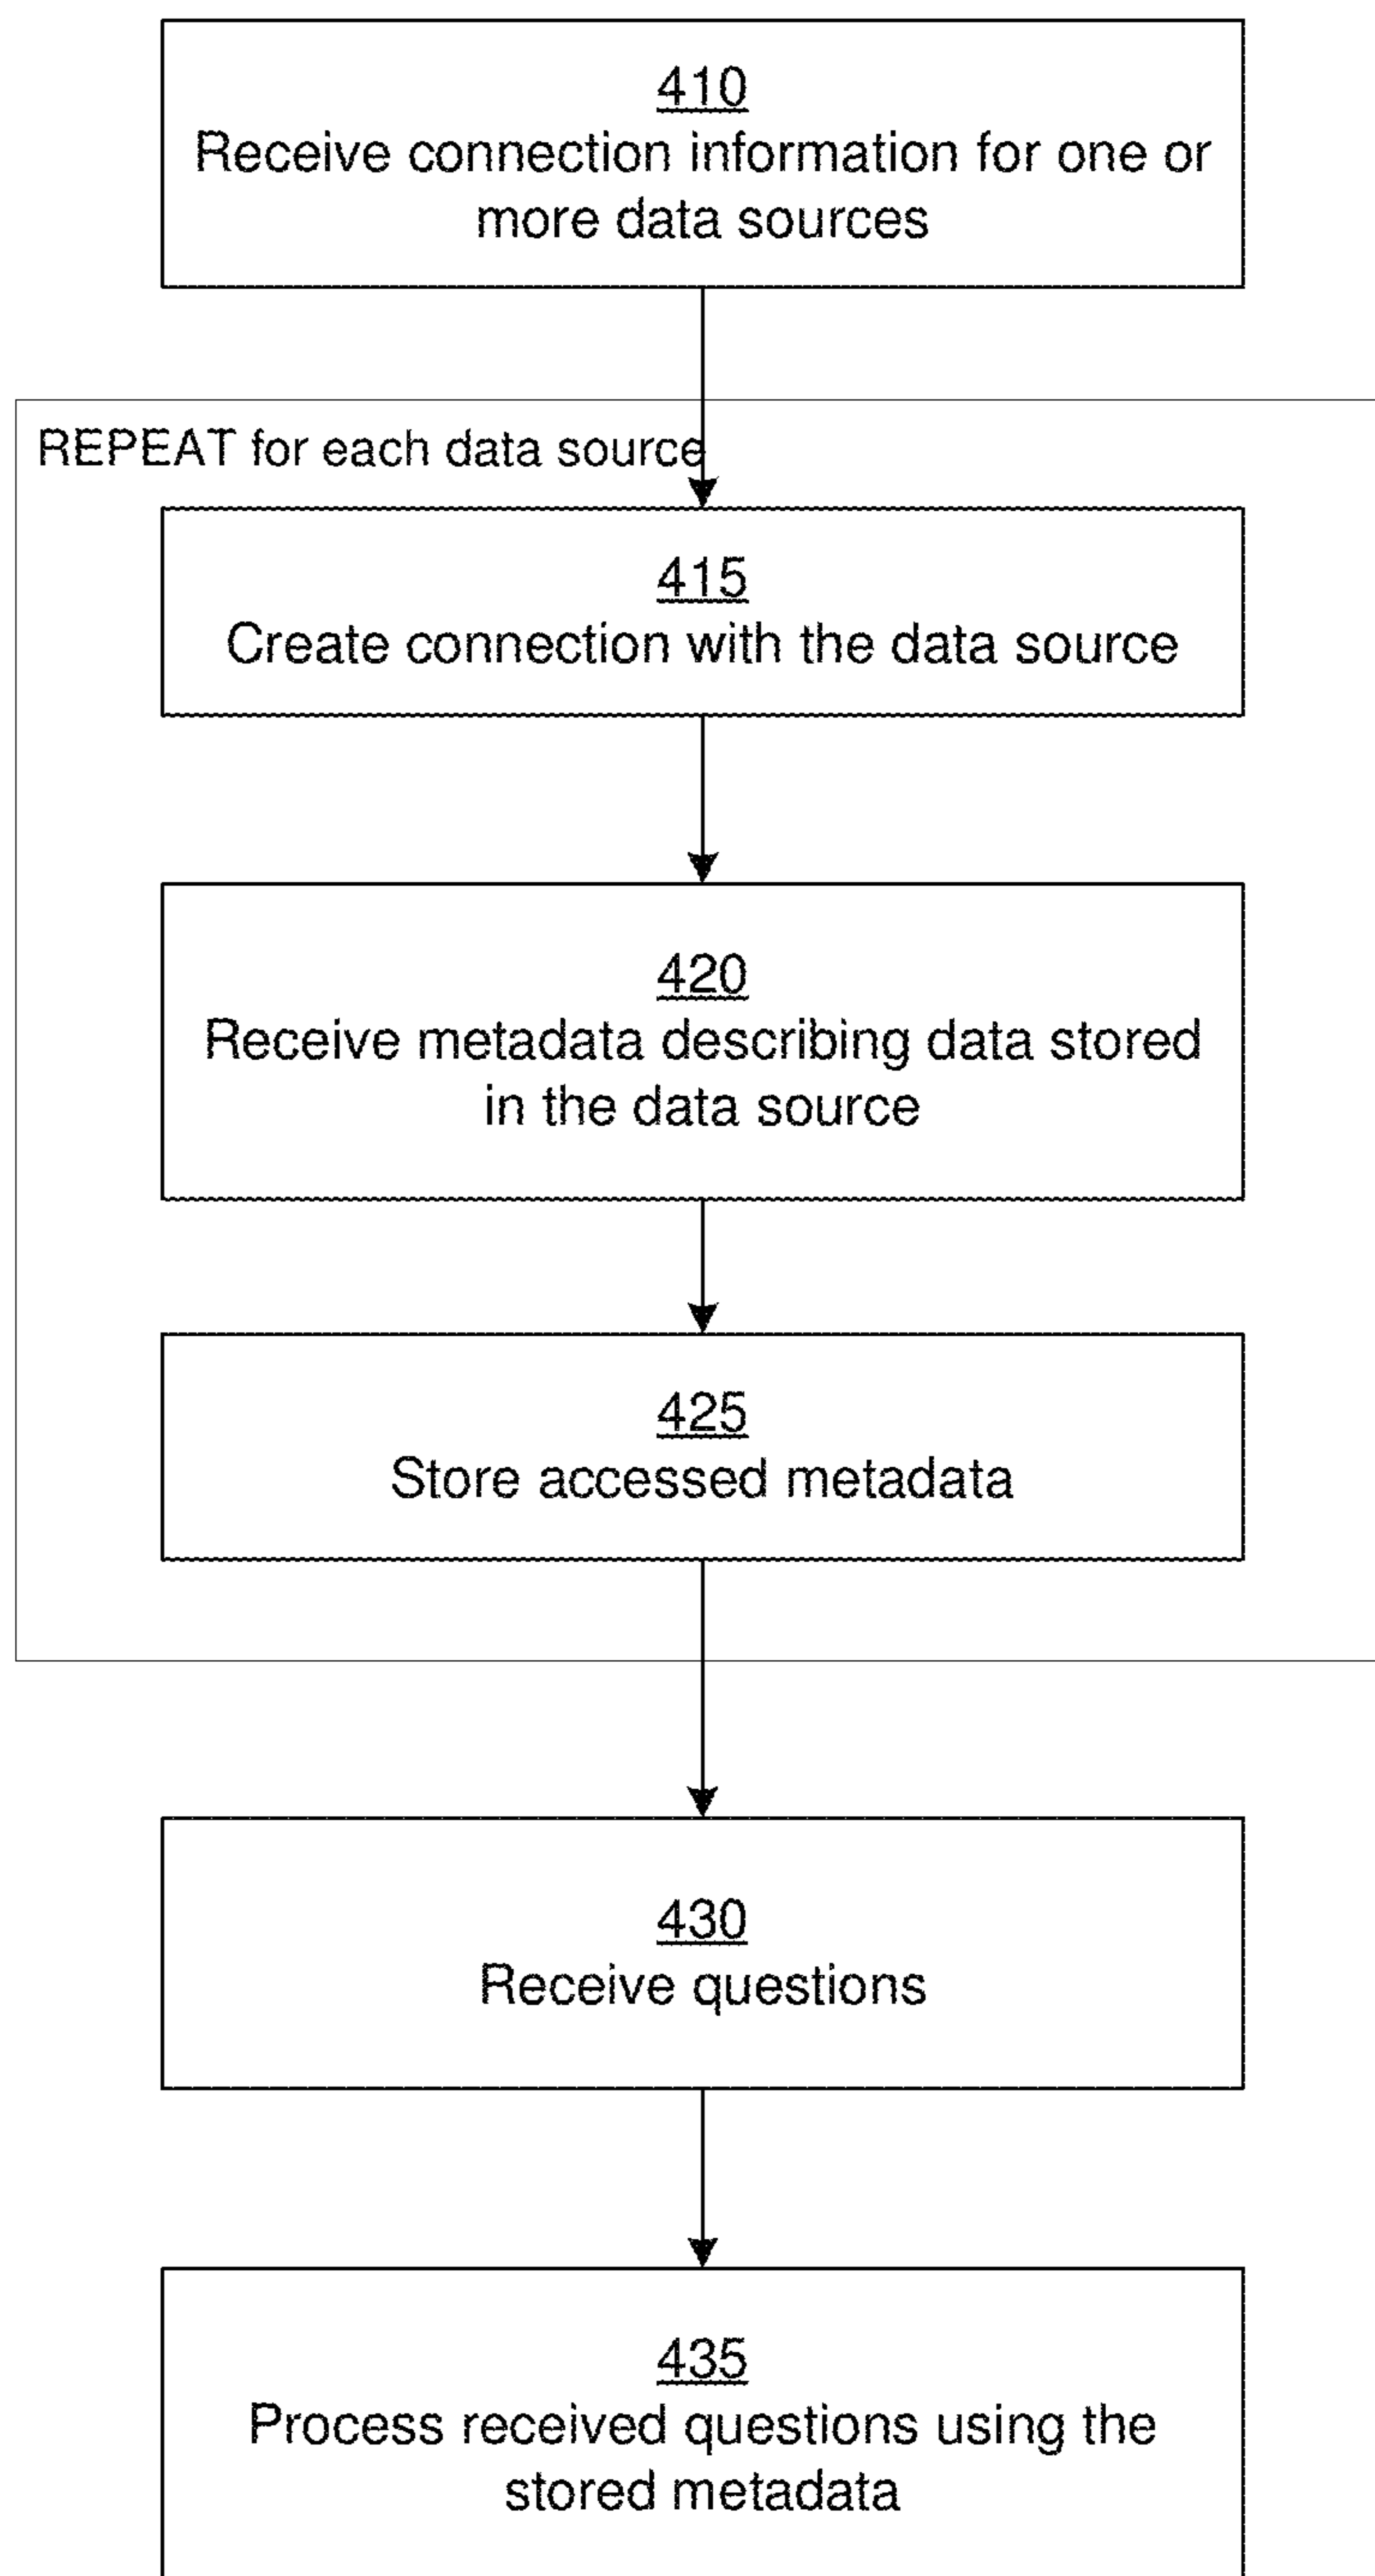 410
Receive connection information for one or
more data sources
REPEAT for each data source
415
Create connection with the data source
420
Receive metadata describing data stored
in the data source
425
Store accessed metadata
430
Receive questions
435
Process received questions using the
stored metadata